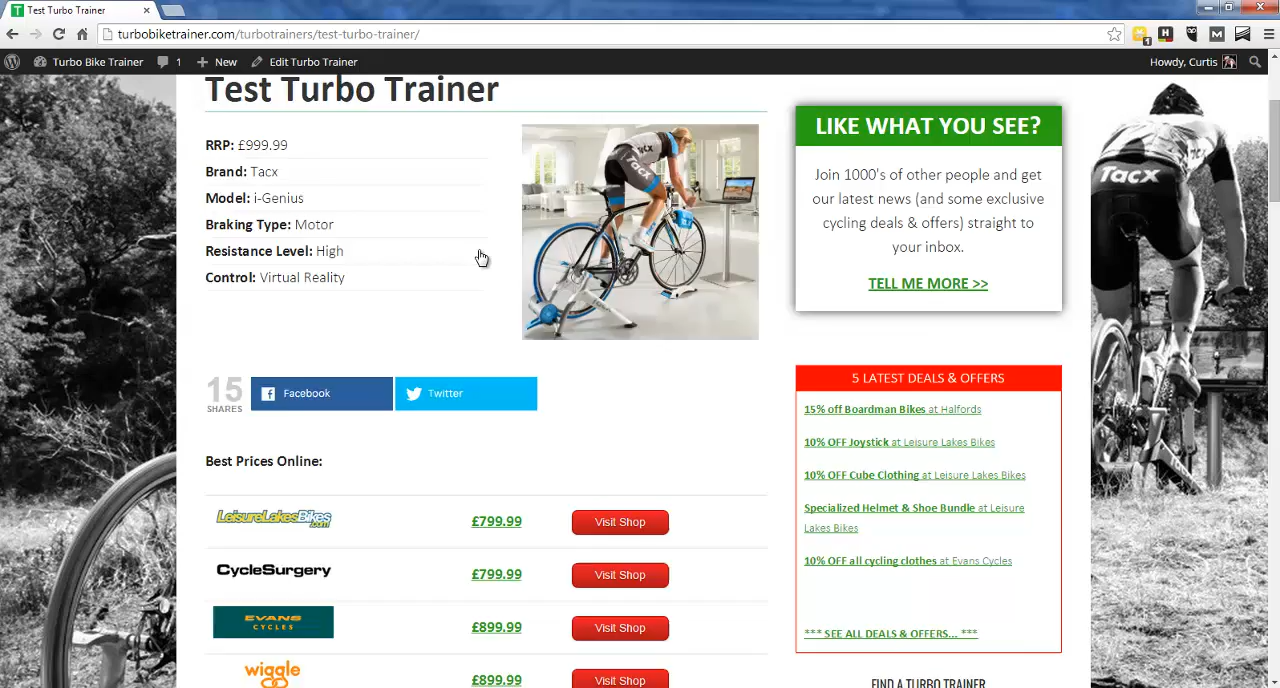 Test Turbo Trainer
turbobiketrainer.com/turbotrainers/test-turbo-trainer/
Turbo Bike Trainer 1 New Edit Turbo Trainer Howdy, Curtis
Test Turbo Trainer
RRP: £999.99
Brand: Tacx
Model: i-Genius
Braking Type: Motor
Resistance Level: High
Control: Virtual Reality
Tacx
LIKE WHAT YOU SEE?
Join 1000's of other people and get
our latest news (and some exclusive
cycling deals & offers) straight to
your inbox.
TELL ME MORE >>
Tacx
15
SHARES
Facebook
Twitter
5 LATEST DEALS & OFFERS
15% off Boardman Bikes at Halfords
10% OFF Joystick at Leisure Lakes Bikes
10% OFF Cube Clothing at Leisure Lakes Bikes
Specialized Helmet & Shoe Bundle at Leisure
Lakes Bikes
10% OFF all cycling clothes at Evans Cycles
*** SEE ALL DEALS & OFFERS... ***
Best Prices Online:
LeisureLakesBikes.com £799.99 Visit Shop
CycleSurgery £799.99 Visit Shop
EVANS
CYCLES £899.99 Visit Shop
wiggle £899.99 Visit Shop
FIND A TURBO TRAINER